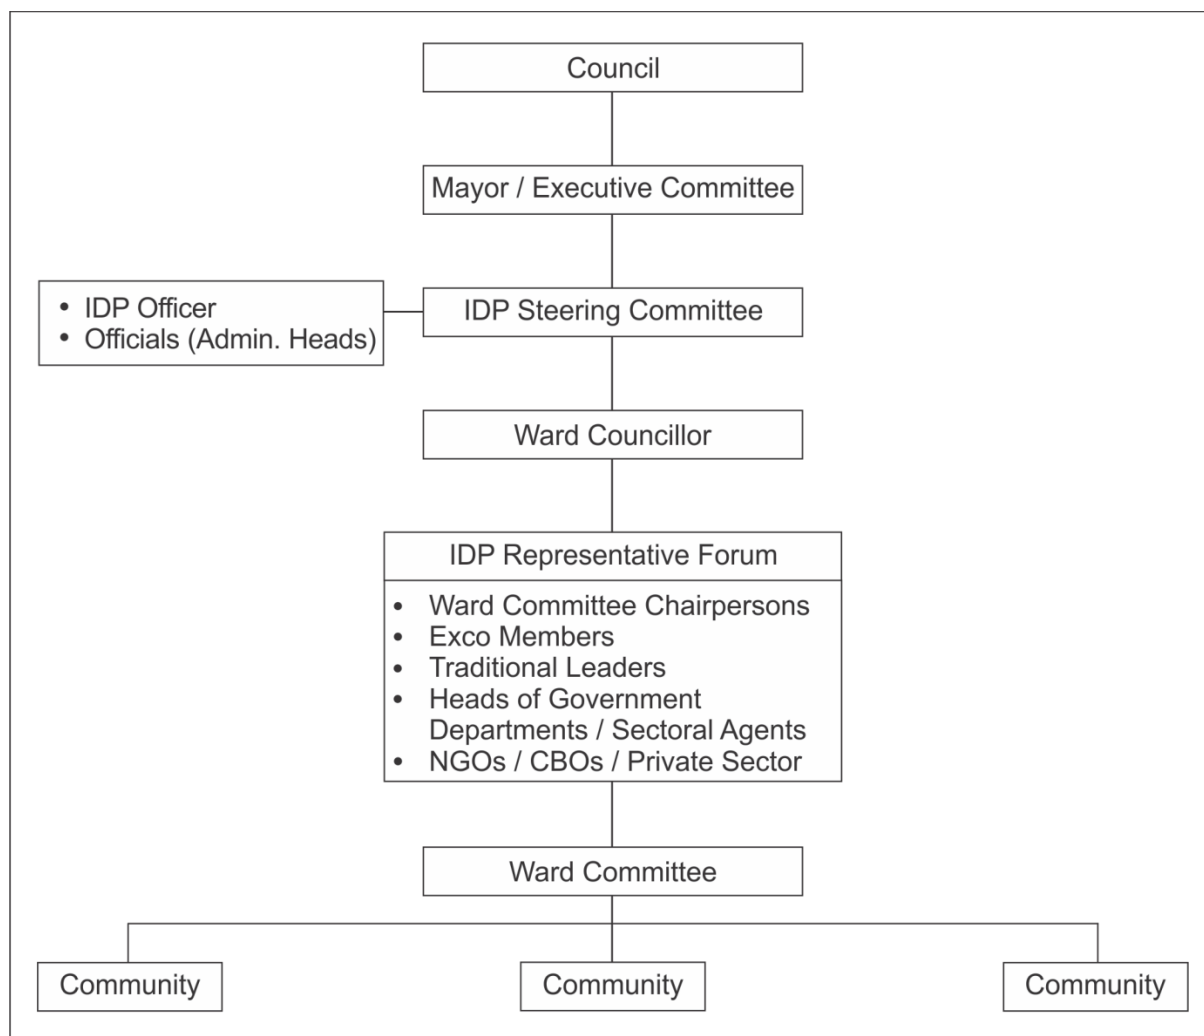 Council
Mayor / Executive Committee
• IDP Officer
• Officials (Admin. Heads)
IDP Steering Committee
Ward Councillor
IDP Representative Forum
• Ward Committee Chairpersons
• Exco Members
• Traditional Leaders
• Heads of Government
Departments / Sectoral Agents
• NGOs / CBOs / Private Sector
Ward Committee
Community
Community
Community